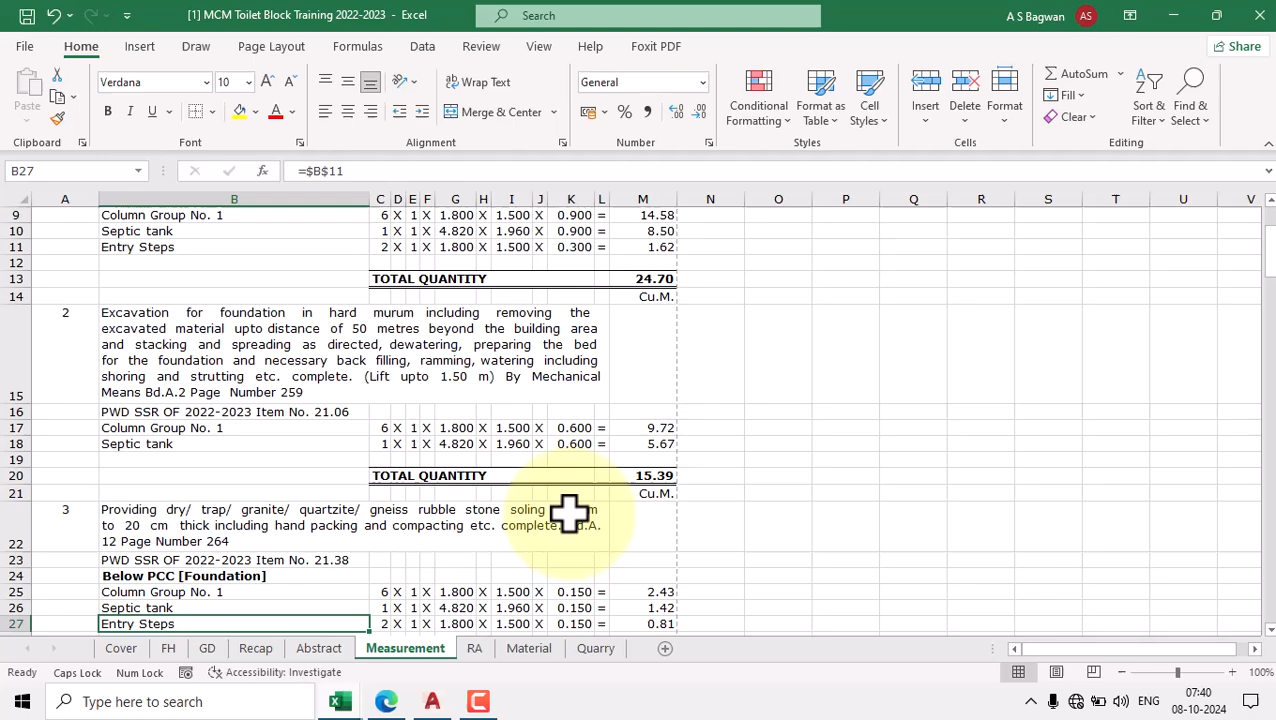 [1] MCM Toilet Block Training 2022-2023 - Excel
Search
A S Bagwan AS
File Home Insert Draw Page Layout Formulas Data Review View Help Foxit PDF Share
Paste
Clipboard
Verdana 10
B I U
Font
Wrap Text
Merge & Center
Alignment
General
Number
Conditional Formatting
Format as Table
Cell Styles
Styles
Insert Delete Format
Cells
AutoSum
Fill
Clear
Sort & Filter
Find & Select
Editing
B27 fx =$B$11
A B C D E F G H I J K L M N O P Q R S T U V
9 Column Group No. 1 6 X 1 X 1.800 X 1.500 X 0.900 = 14.58
10 Septic tank 1 X 1 X 4.820 X 1.960 X 0.900 = 8.50
11 Entry Steps 2 X 1 X 1.800 X 1.500 X 0.300 = 1.62
12
13 TOTAL QUANTITY 24.70
14 Cu.M.
2 Excavation for foundation in hard murum including removing the
excavated material upto distance of 50 metres beyond the building area
and stacking and spreading as directed, dewatering, preparing the bed
for the foundation and necessary back filling, ramming, watering including
shoring and strutting etc. complete. (Lift upto 1.50 m) By Mechanical
15 Means Bd.A.2 Page Number 259
16 PWD SSR OF 2022-2023 Item No. 21.06
17 Column Group No. 1 6 X 1 X 1.800 X 1.500 X 0.600 = 9.72
18 Septic tank 1 X 1 X 4.820 X 1.960 X 0.600 = 5.67
19
20 TOTAL QUANTITY 15.39
21 Cu.M.
3 Providing dry/ trap/ granite/ quartzite/ gneiss rubble stone soling
to 20 cm thick including hand packing and compacting etc. complete.
22 12 Page Number 264
23 PWD SSR OF 2022-2023 Item No. 21.38
24 Below PCC [Foundation]
25 Column Group No. 1 6 X 1 X 1.800 X 1.500 X 0.150 = 2.43
26 Septic tank 1 X 1 X 4.820 X 1.960 X 0.150 = 1.42
27 Entry Steps 2 X 1 X 1.800 X 1.500 X 0.150 = 0.81
Cover FH GD Recap Abstract Measurement RA Material Quarry
Ready Caps Lock Num Lock Accessibility: Investigate 100%
Type here to search
07:40
08-10-2024